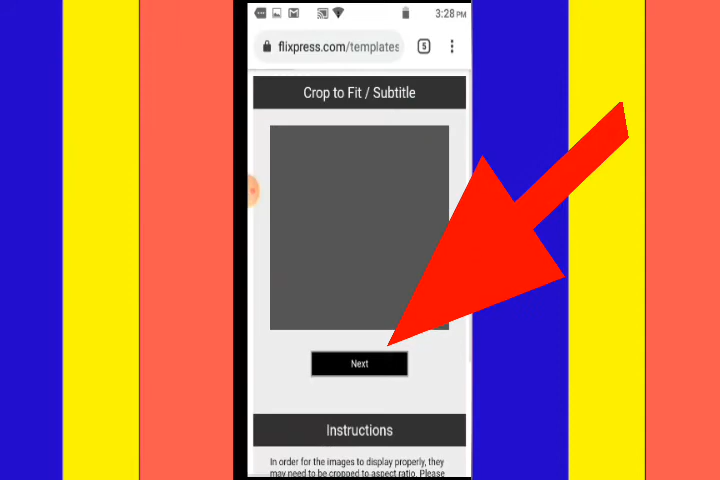 3:28 PM
flixpress.com/templates
5
Crop to Fit / Subtitle
Next
Instructions
In order for the images to display properly, they
may need to be cropped to aspect ratio. Please